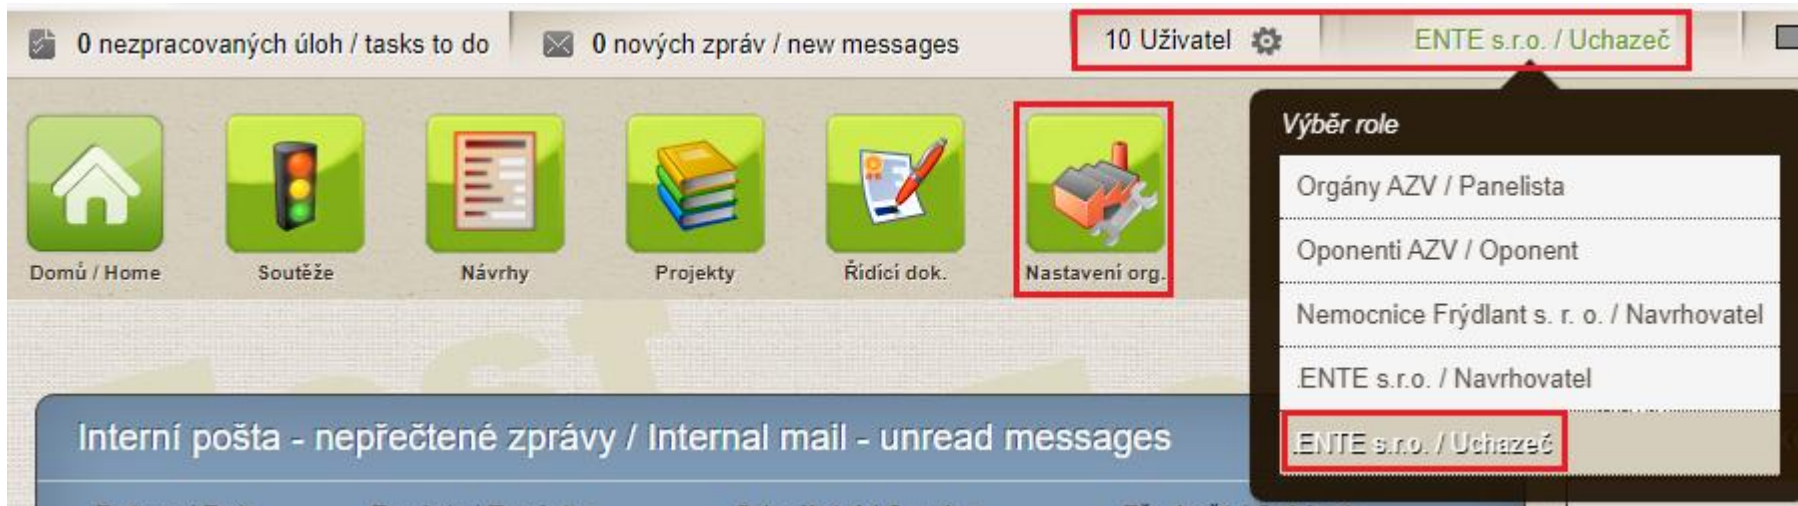 0 nezpracovaných úloh / tasks to do 0 nových zpráv / new messages 10 Uživatel ENTE s.r.o. / Uchazeč
Výběr role
Orgány AZV / Panelista
Oponenti AZV / Oponent
Nemocnice Frýdlant s. r. o. / Navrhovatel
.ENTE s.r.o. / Navrhovatel
.ENTE s.r.o. / Uchazeč
Domů / Home Soutěže Návrhy Projekty Řídící dok. Nastavení org.
Test
Interní pošta - nepřečtené zprávy / Internal mail - unread messages